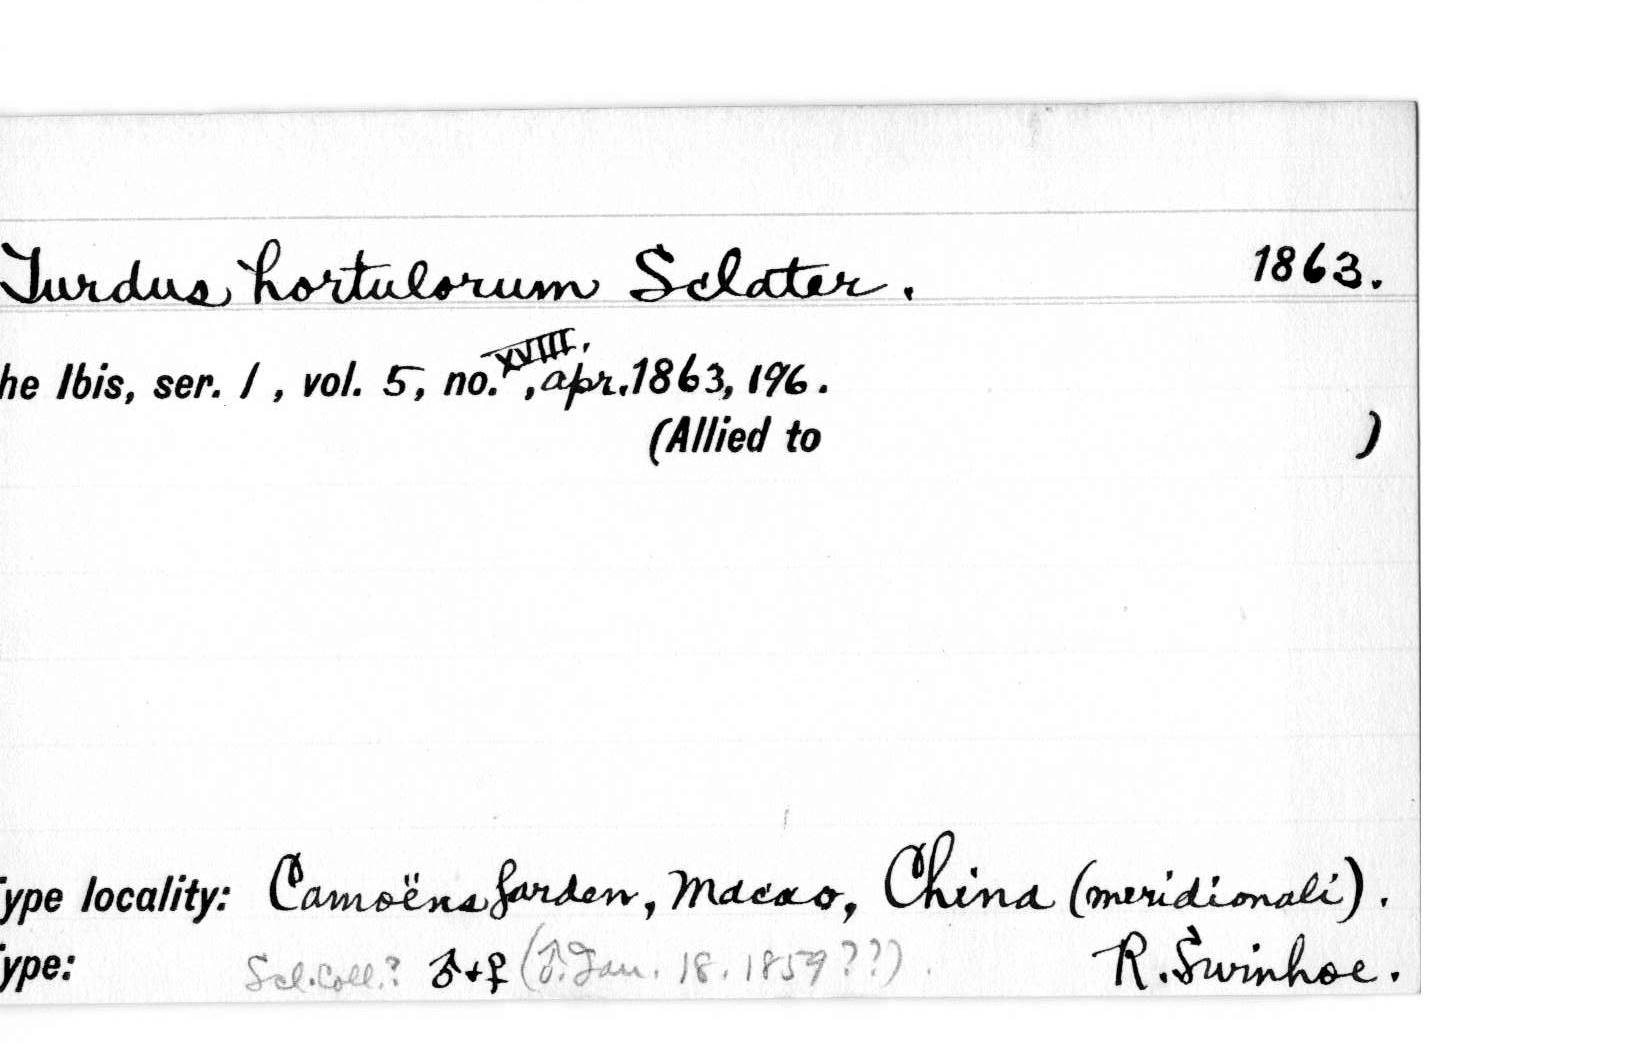 Turdus hortulorum Sclater. 1863.
he Ibis, ser. 1, vol. 5, no. XVIII, apr. 1863, 196.
(Allied to )
ype locality: Camoëns Garden, Macao, China (meridionali).
ype: Scl. Coll.? ♂+♀ (♂. Jan. 18. 1859??). R. Swinhoe.